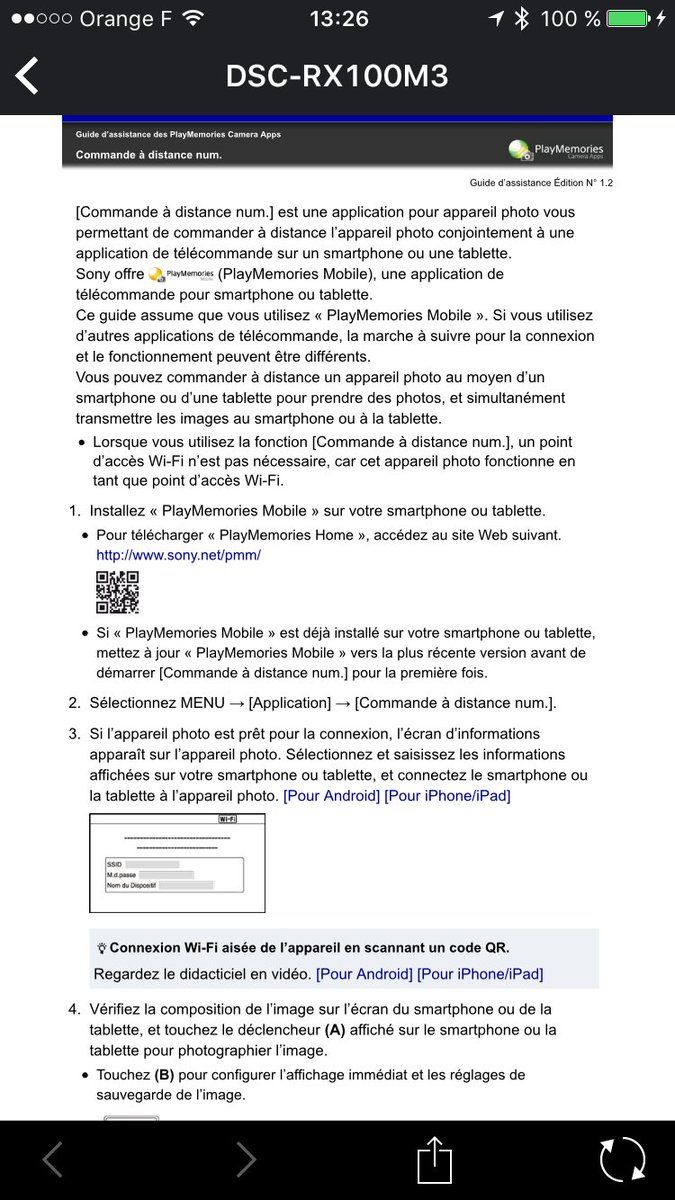 Orange F 13:26 100 %
DSC-RX100M3
Guide d'assistance des PlayMemories Camera Apps
Commande à distance num.
PlayMemories
Camera Apps
Guide d'assistance Édition N° 1.2
[Commande à distance num.] est une application pour appareil photo vous
permettant de commander à distance l'appareil photo conjointement à une
application de télécommande sur un smartphone ou une tablette.
Sony offre PlayMemories Mobile (PlayMemories Mobile), une application de
télécommande pour smartphone ou tablette.
Ce guide assume que vous utilisez « PlayMemories Mobile ». Si vous utilisez
d'autres applications de télécommande, la marche à suivre pour la connexion
et le fonctionnement peuvent être différents.
Vous pouvez commander à distance un appareil photo au moyen d'un
smartphone ou d'une tablette pour prendre des photos, et simultanément
transmettre les images au smartphone ou à la tablette.
• Lorsque vous utilisez la fonction [Commande à distance num.], un point
d'accès Wi-Fi n'est pas nécessaire, car cet appareil photo fonctionne en
tant que point d'accès Wi-Fi.
1. Installez « PlayMemories Mobile » sur votre smartphone ou tablette.
• Pour télécharger « PlayMemories Home », accédez au site Web suivant.
http://www.sony.net/pmm/
• Si « PlayMemories Mobile » est déjà installé sur votre smartphone ou tablette,
mettez à jour « PlayMemories Mobile » vers la plus récente version avant de
démarrer [Commande à distance num.] pour la première fois.
2. Sélectionnez MENU → [Application] → [Commande à distance num.].
3. Si l'appareil photo est prêt pour la connexion, l'écran d'informations
apparaît sur l'appareil photo. Sélectionnez et saisissez les informations
affichées sur votre smartphone ou tablette, et connectez le smartphone ou
la tablette à l'appareil photo. [Pour Android] [Pour iPhone/iPad]
Wi-Fi
SSID
M.d.passe
Nom du Dispositif
Connexion Wi-Fi aisée de l'appareil en scannant un code QR.
Regardez le didacticiel en vidéo. [Pour Android] [Pour iPhone/iPad]
4. Vérifiez la composition de l'image sur l'écran du smartphone ou de la
tablette, et touchez le déclencheur (A) affiché sur le smartphone ou la
tablette pour photographier l'image.
• Touchez (B) pour configurer l'affichage immédiat et les réglages de
sauvegarde de l'image.